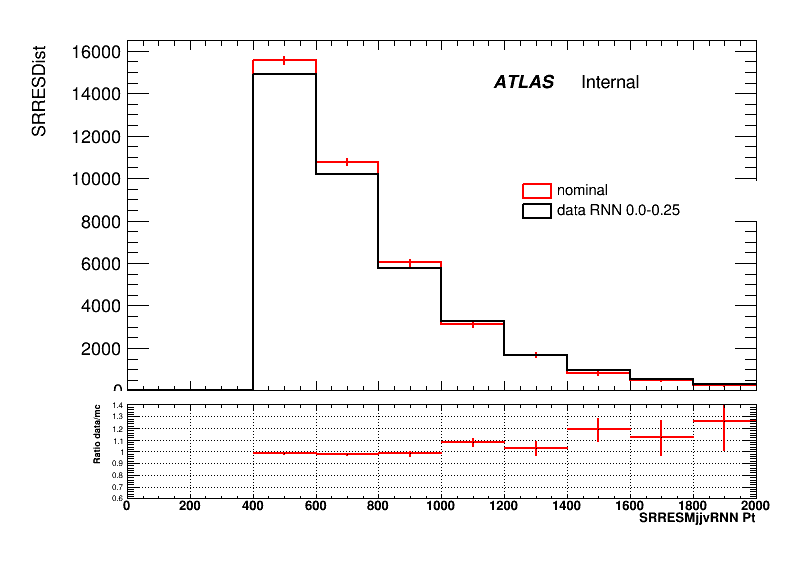 SRRESDist
16000
14000
12000
10000
8000
6000
4000
2000
0
ATLAS Internal
nominal
data RNN 0.0-0.25
Ratio data/mc
1.4
1.3
1.2
1.1
1
0.9
0.8
0.7
0.6
0 200 400 600 800 1000 1200 1400 1600 1800 2000
SRRESMjjvRNN Pt